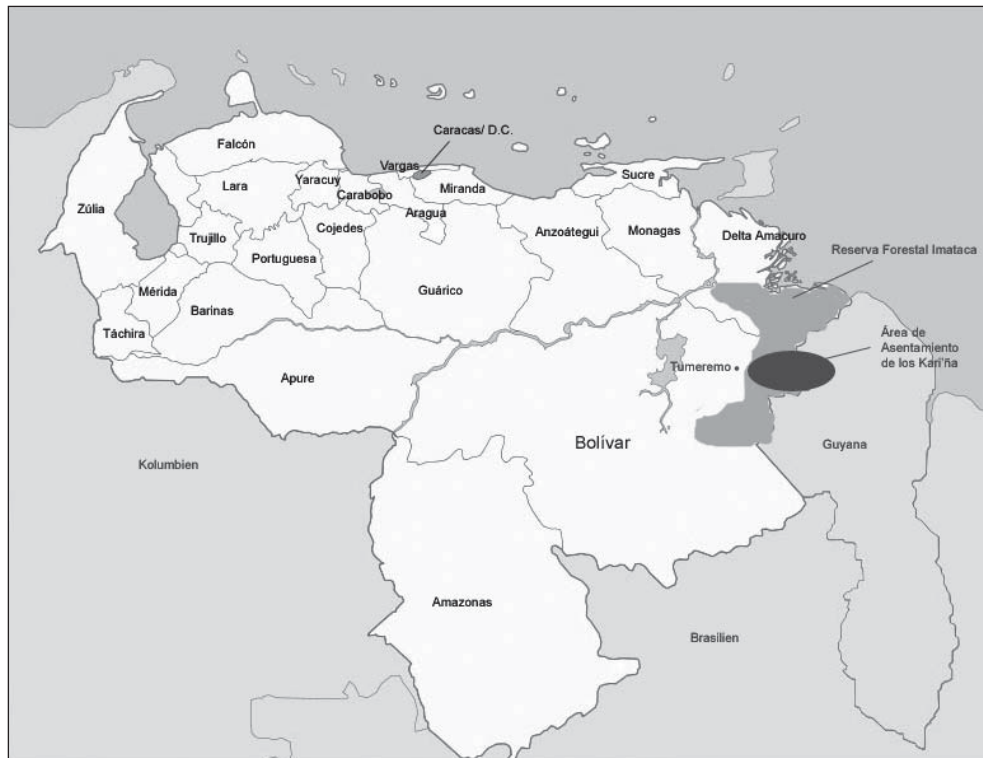 Caracas/ D.C.
Falcón
Vargas
Sucre
Lara
Yaracuy
Miranda
Carabobo
Zúlia
Aragua
Cojedes
Anzoátegui
Monagas
Delta Amacuro
Trujillo
Portuguesa
Reserva Forestal Imataca
Mérida
Guárico
Barinas
Táchira
Área de
Asentamiento
de los Kari'ña
Tumeremo
Apure
Bolívar
Guyana
Kolumbien
Amazonas
Brasilien